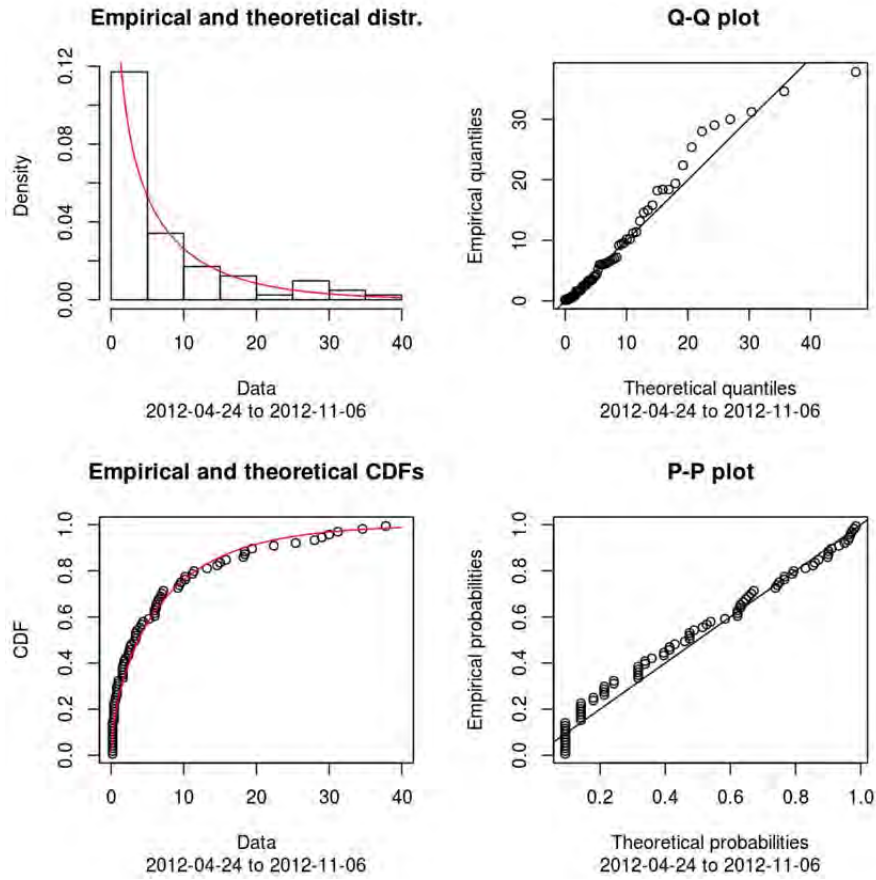 Empirical and theoretical distr.
Density
0.00
0.04
0.08
0.12
0 10 20 30 40
Data
2012-04-24 to 2012-11-06
Q-Q plot
Empirical quantiles
0
10
20
30
0 10 20 30 40
Theoretical quantiles
2012-04-24 to 2012-11-06
Empirical and theoretical CDFs
CDF
0.0
0.2
0.4
0.6
0.8
1.0
0 10 20 30 40
Data
2012-04-24 to 2012-11-06
P-P plot
Empirical probabilities
0.0
0.2
0.4
0.6
0.8
1.0
0.2 0.4 0.6 0.8 1.0
Theoretical probabilities
2012-04-24 to 2012-11-06